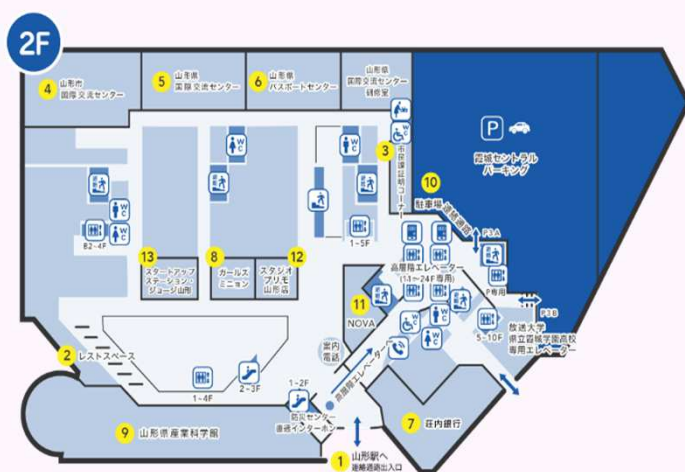 2F
4 山形市
国際交流センター
5 山形県
国際交流センター
6 山形県
パスポートセンター
山形県
国際交流センター
研修室
3 市民課証明コーナー
P
霞城セントラル
パーキング
10
駐車場連絡通路
P3A
P専用
P3B
WC
WC
WC
WC
WC
B2~4F
1~5F
13
スタートアップ
ステーション・
ジョージ山形
8
ガールズ
ミニヨン
12
スタジオ
プリモ
山形店
高層階エレベーター
(11~24F専用)
11
NOVA
WC
WC
WC
5~10F
放送大学
県立霞城学園高校
専用エレベーター
案内
電話
高層階エレベーター
2 レストスペース
1~4F
2~3F
1~2F
防災センター
直通インターホン
7 荘内銀行
9 山形県産業科学館
1 山形駅へ
連絡通路出入口